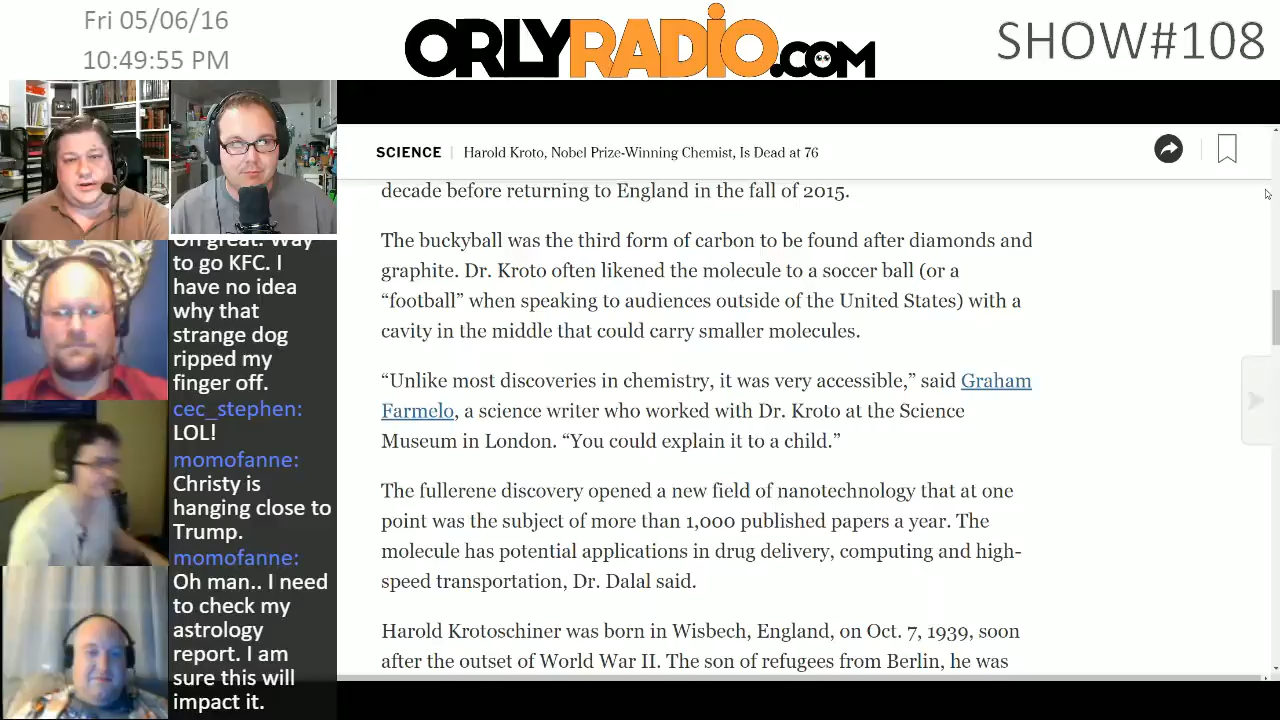 Fri 05/06/16
10:49:55 PM
ORLYRADiO.COM
SHOW#108
SCIENCE | Harold Kroto, Nobel Prize-Winning Chemist, Is Dead at 76
decade before returning to England in the fall of 2015.
The buckyball was the third form of carbon to be found after diamonds and
graphite. Dr. Kroto often likened the molecule to a soccer ball (or a
“football” when speaking to audiences outside of the United States) with a
cavity in the middle that could carry smaller molecules.
“Unlike most discoveries in chemistry, it was very accessible,” said Graham
Farmelo, a science writer who worked with Dr. Kroto at the Science
Museum in London. “You could explain it to a child.”
The fullerene discovery opened a new field of nanotechnology that at one
point was the subject of more than 1,000 published papers a year. The
molecule has potential applications in drug delivery, computing and high-
speed transportation, Dr. Dalal said.
Harold Krotoschiner was born in Wisbech, England, on Oct. 7, 1939, soon
after the outset of World War II. The son of refugees from Berlin, he was
Oh great. Way
to go KFC. I
have no idea
why that
strange dog
ripped my
finger off.
cec_stephen:
LOL!
momofanne:
Christy is
hanging close to
Trump.
momofanne:
Oh man.. I need
to check my
astrology
report. I am
sure this will
impact it.